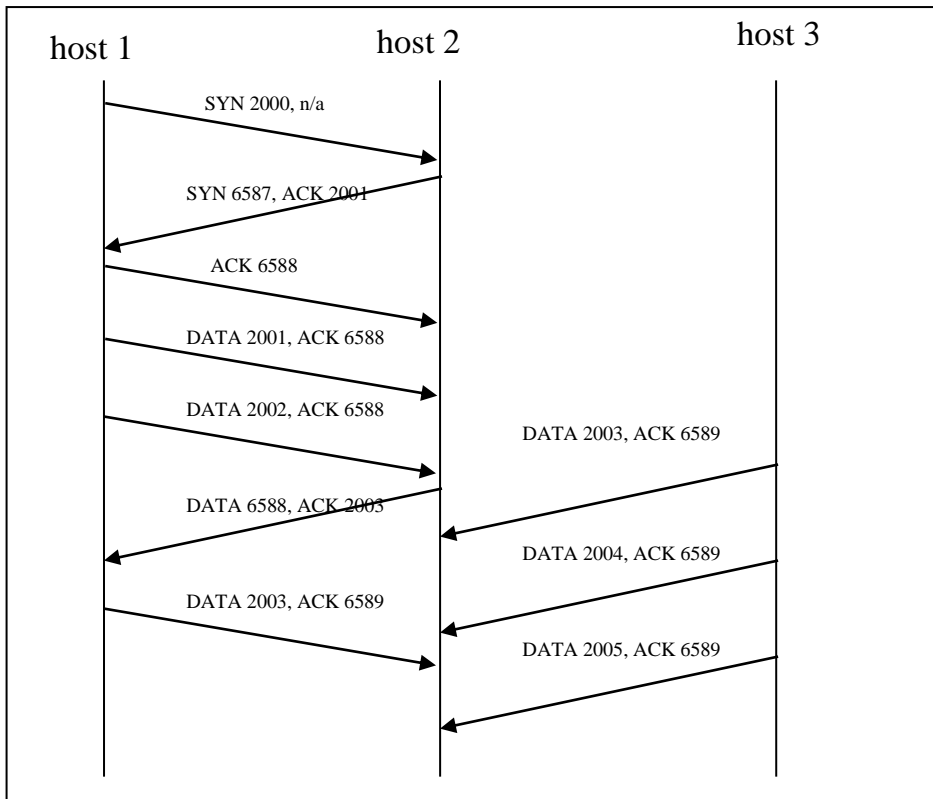 host 1
host 2
host 3
SYN 2000, n/a
SYN 6587, ACK 2001
ACK 6588
DATA 2001, ACK 6588
DATA 2002, ACK 6588
DATA 2003, ACK 6589
DATA 6588, ACK 2003
DATA 2004, ACK 6589
DATA 2003, ACK 6589
DATA 2005, ACK 6589